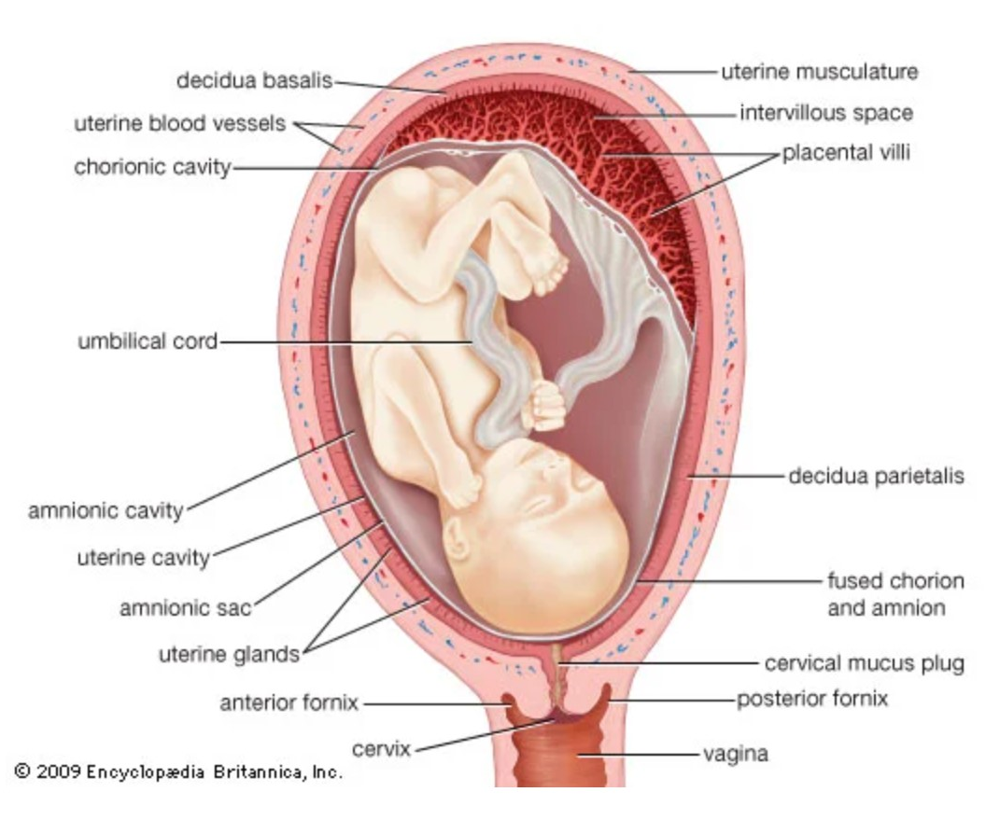 decidua basalis
uterine musculature
uterine blood vessels
intervillous space
placental villi
chorionic cavity
umbilical cord
decidua parietalis
amnionic cavity
uterine cavity
fused chorion
and amnion
amnionic sac
uterine glands
cervical mucus plug
anterior fornix
posterior fornix
cervix
vagina
© 2009 Encyclopædia Britannica, Inc.